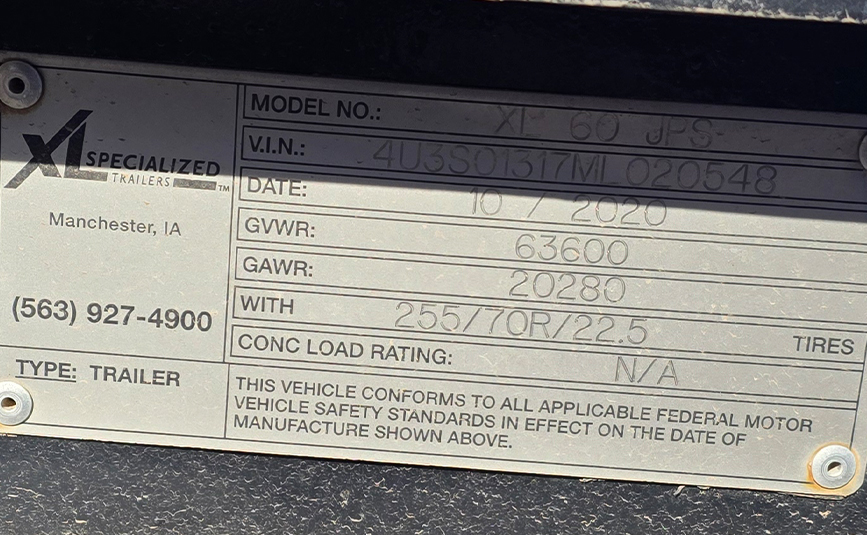 XL SPECIALIZED
TRAILERS ™
Manchester, IA
(563) 927-4900
TYPE: TRAILER
MODEL NO.: XL 60 JPS
V.I.N.: 4U3S01317ML020548
DATE: 10 / 2020
GVWR: 63600
GAWR: 20280
WITH 255/70R/22.5 TIRES
CONC LOAD RATING: N/A
THIS VEHICLE CONFORMS TO ALL APPLICABLE FEDERAL MOTOR
VEHICLE SAFETY STANDARDS IN EFFECT ON THE DATE OF
MANUFACTURE SHOWN ABOVE.